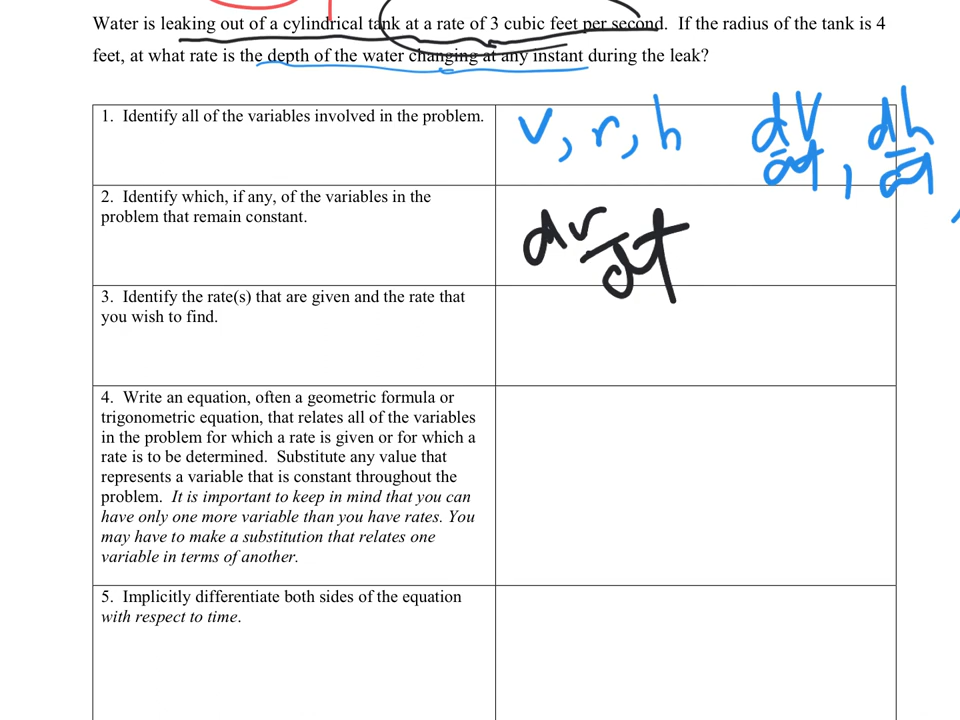 Water is leaking out of a cylindrical tank at a rate of 3 cubic feet per second. If the radius of the tank is 4
feet, at what rate is the depth of the water changing at any instant during the leak?
1. Identify all of the variables involved in the problem.
V, r, h dV/dt, dh/dt
2. Identify which, if any, of the variables in the
problem that remain constant.
dv/dt
3. Identify the rate(s) that are given and the rate that
you wish to find.
4. Write an equation, often a geometric formula or
trigonometric equation, that relates all of the variables
in the problem for which a rate is given or for which a
rate is to be determined. Substitute any value that
represents a variable that is constant throughout the
problem. It is important to keep in mind that you can
have only one more variable than you have rates. You
may have to make a substitution that relates one
variable in terms of another.
5. Implicitly differentiate both sides of the equation
with respect to time.